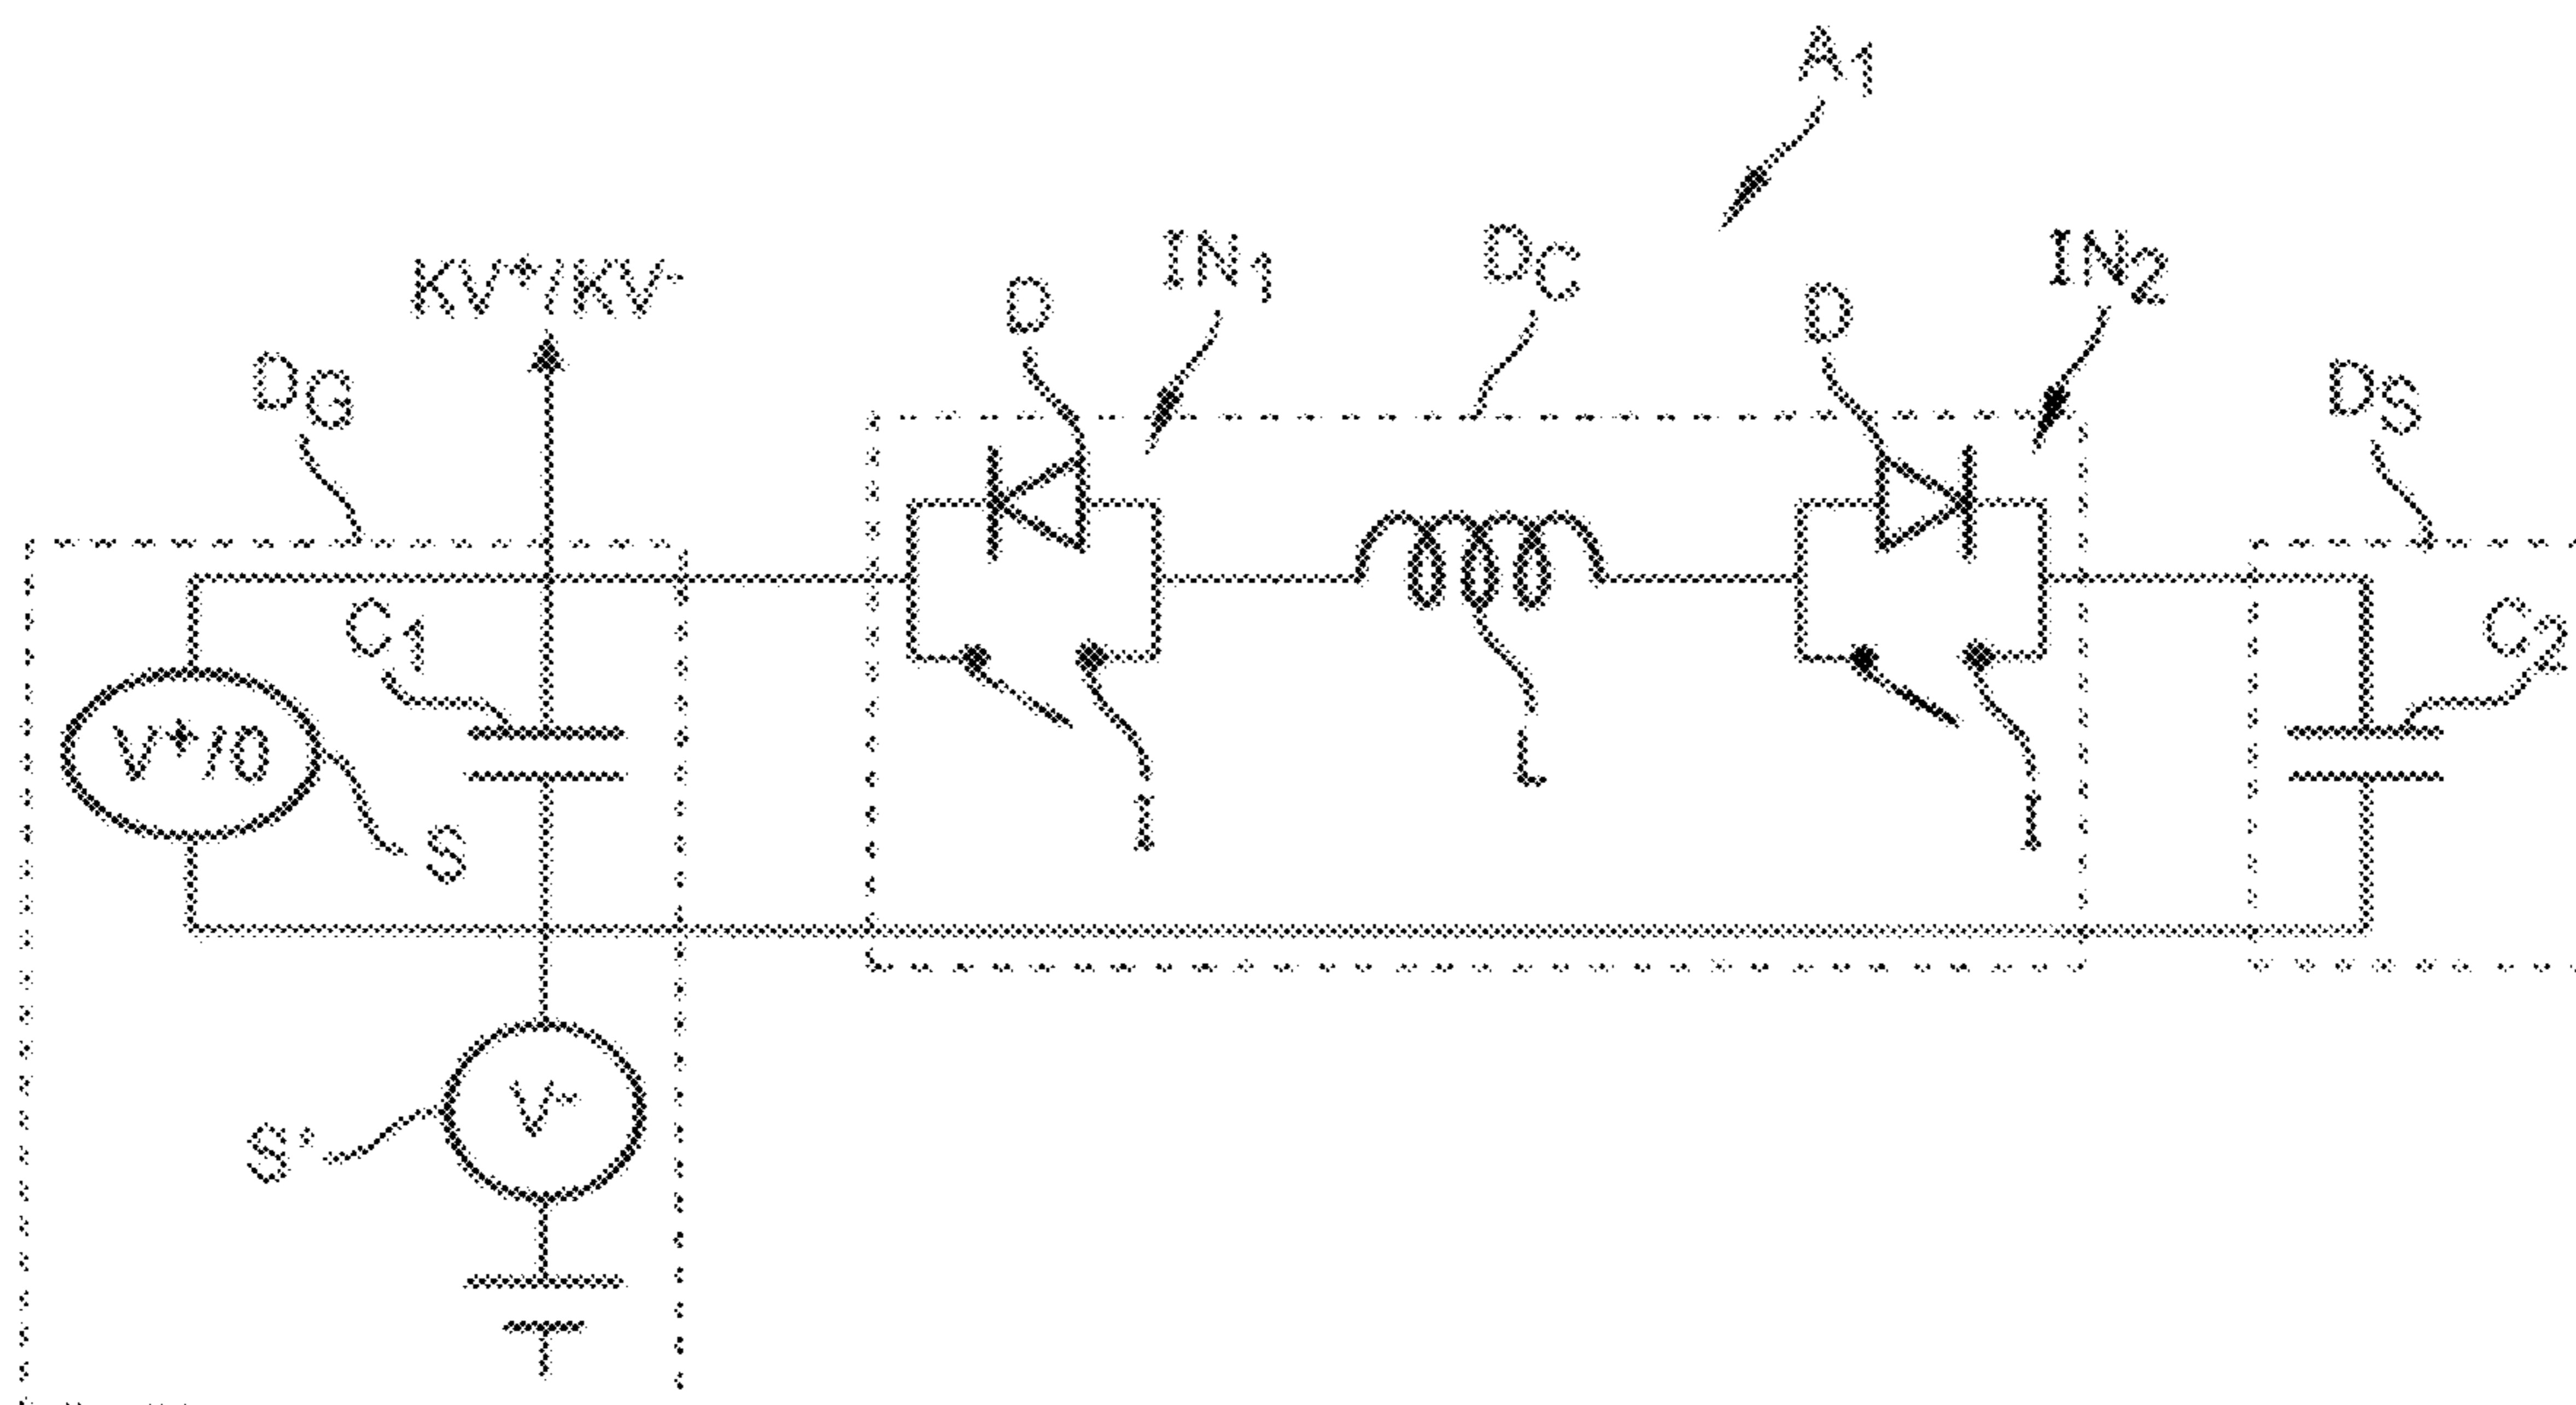 A1
KV+/KV-
D
IN1
DC
D
IN2
DG
DS
C1
C2
V+/0
S
I
L
I
V-
S'